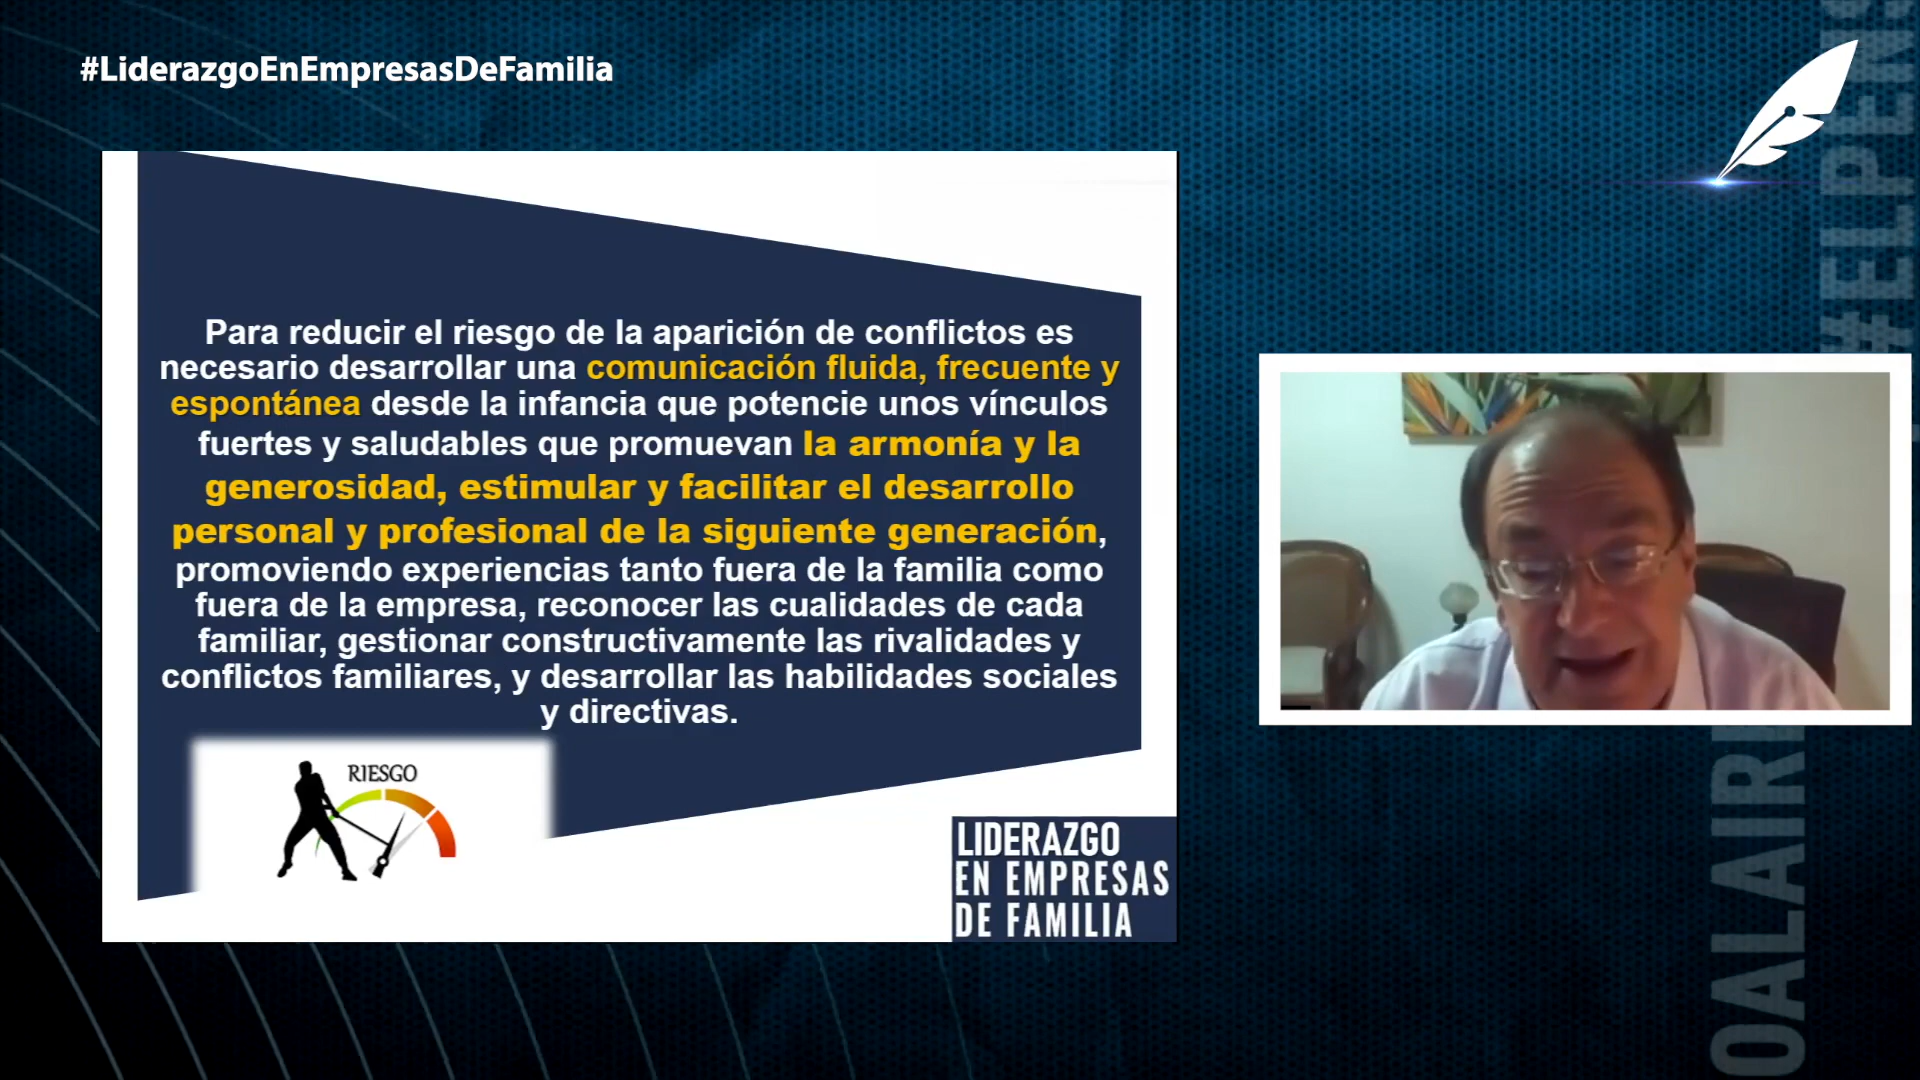 #LiderazgoEnEmpresasDeFamilia
Para reducir el riesgo de la aparición de conflictos es
necesario desarrollar una comunicación fluida, frecuente y
espontánea desde la infancia que potencie unos vínculos
fuertes y saludables que promuevan la armonía y la
generosidad, estimular y facilitar el desarrollo
personal y profesional de la siguiente generación,
promoviendo experiencias tanto fuera de la familia como
fuera de la empresa, reconocer las cualidades de cada
familiar, gestionar constructivamente las rivalidades y
conflictos familiares, y desarrollar las habilidades sociales
y directivas.
RIESGO
LIDERAZGO
EN EMPRESAS
DE FAMILIA